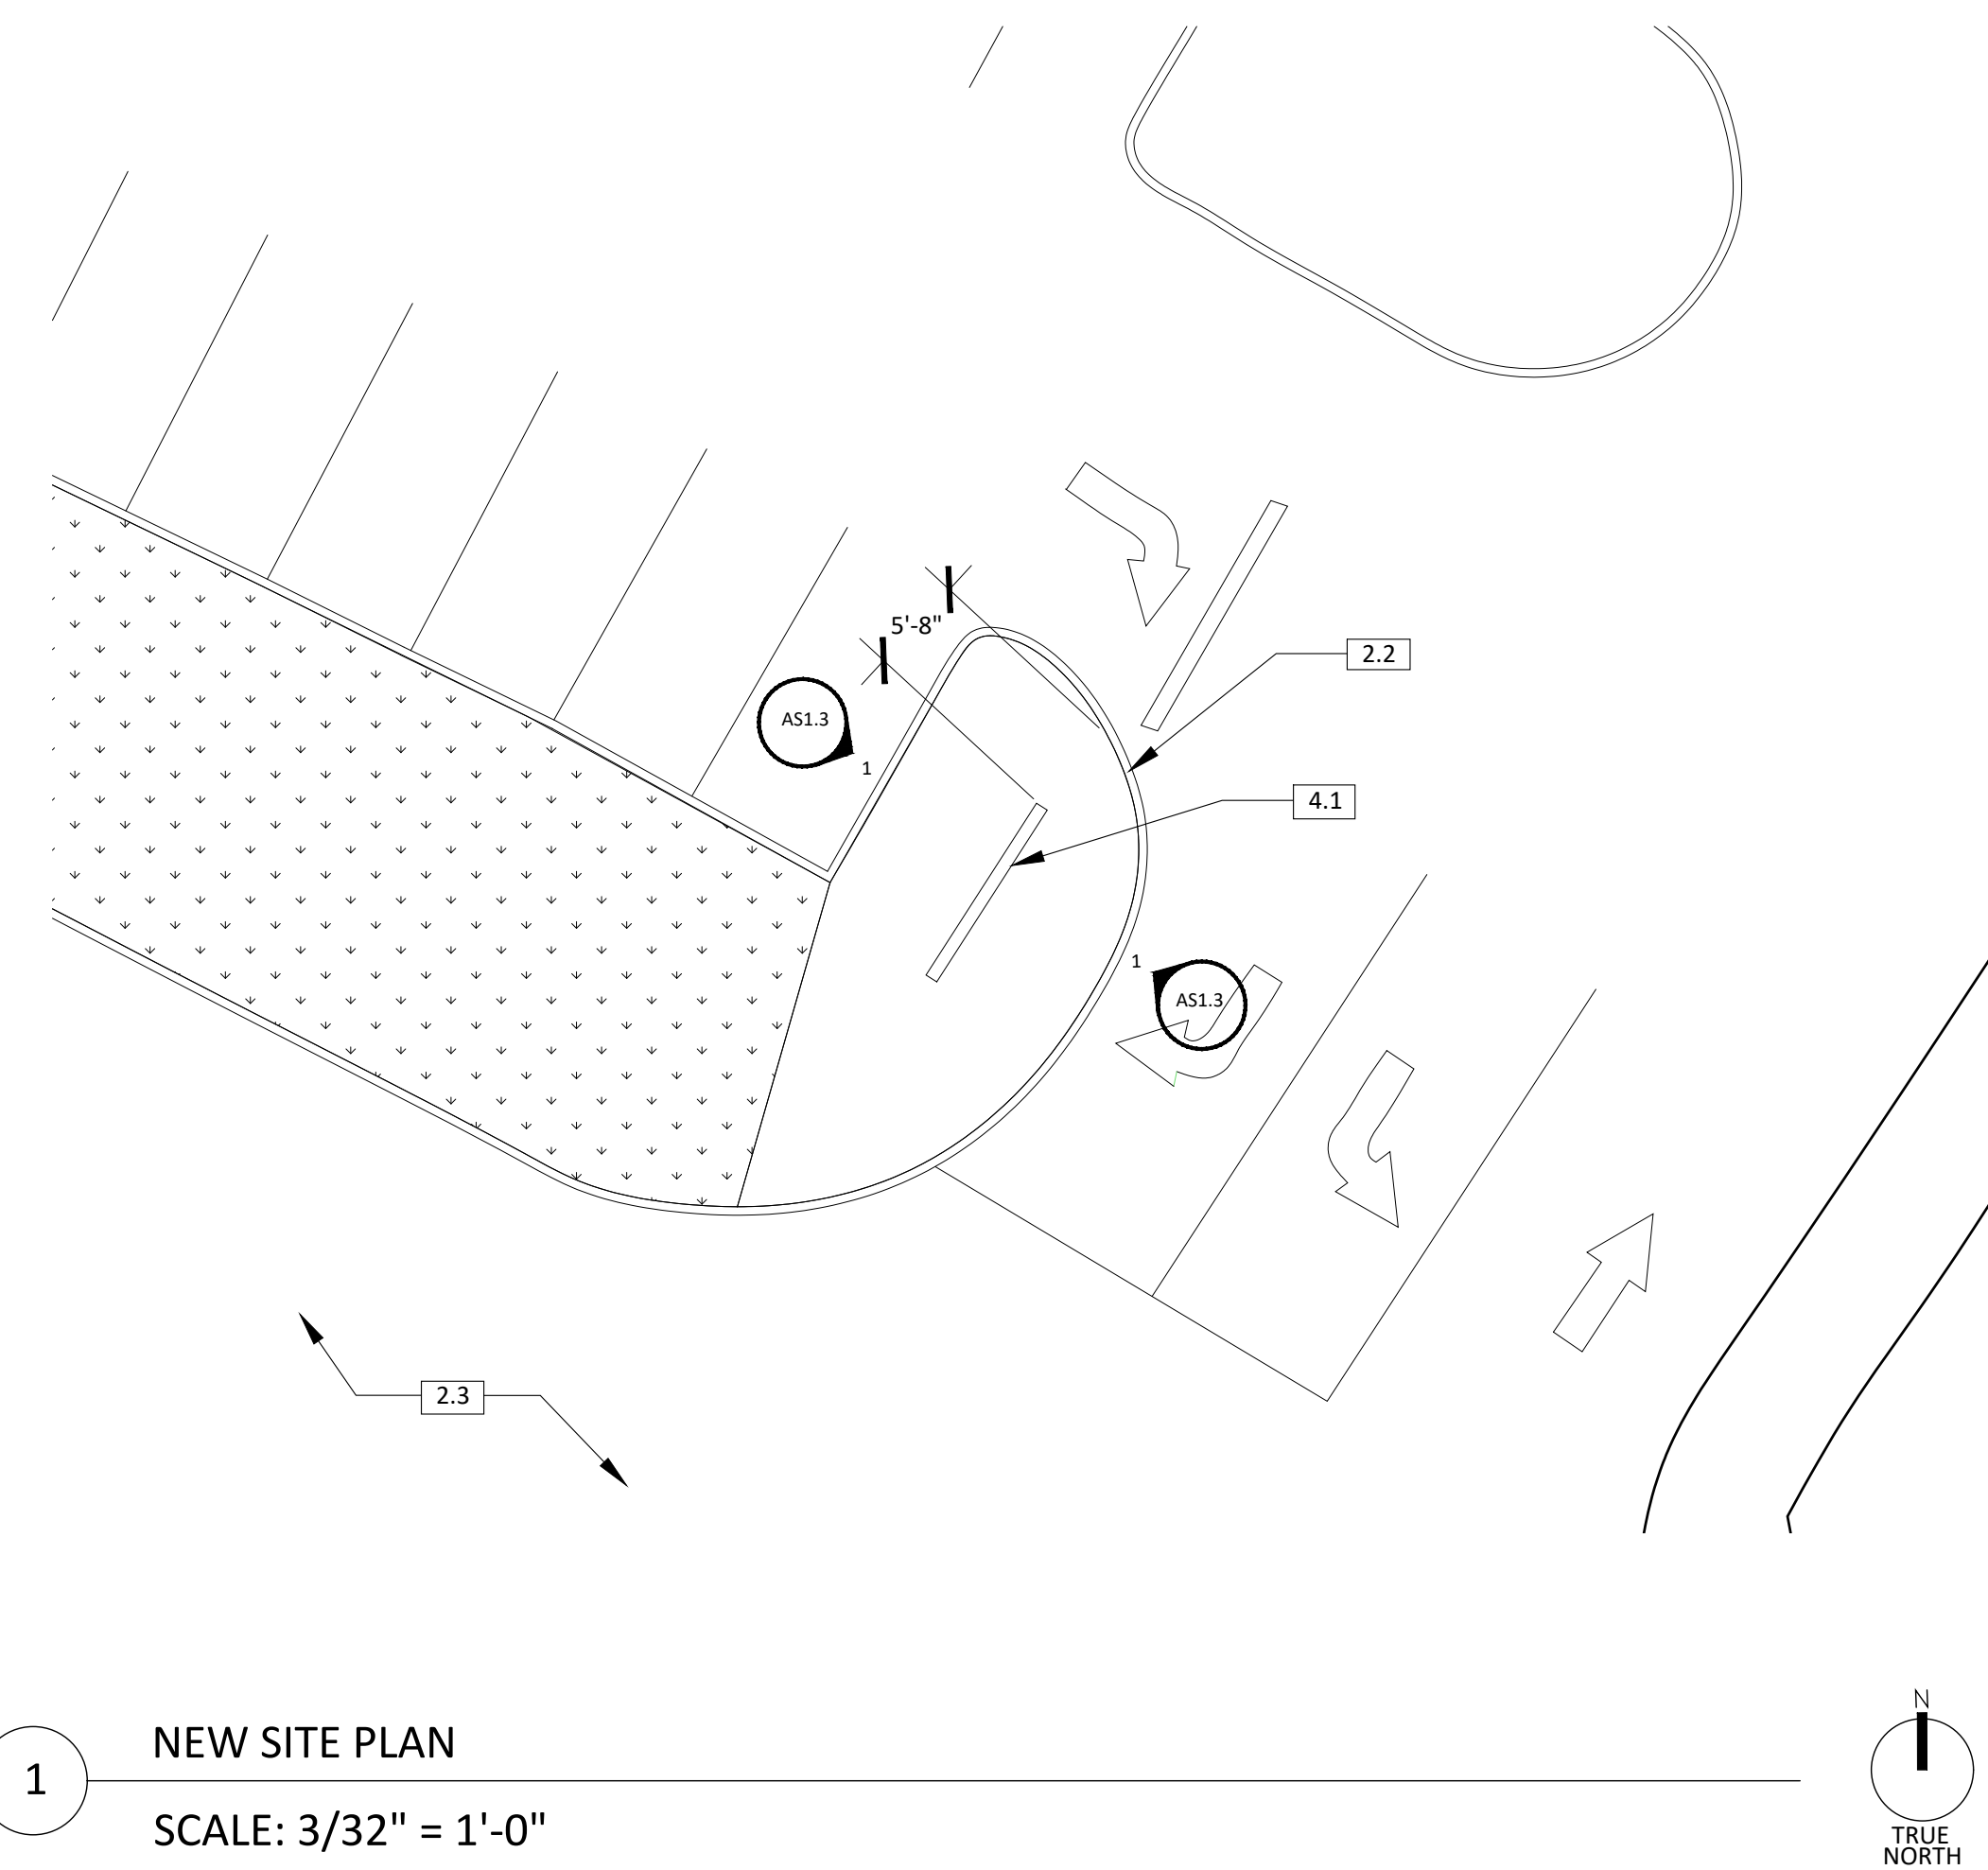 5'-8"
2.2
AS1.3
1
4.1
1
AS1.3
2.3
N
NEW SITE PLAN
1
SCALE: 3/32" = 1'-0"
TRUE
NORTH